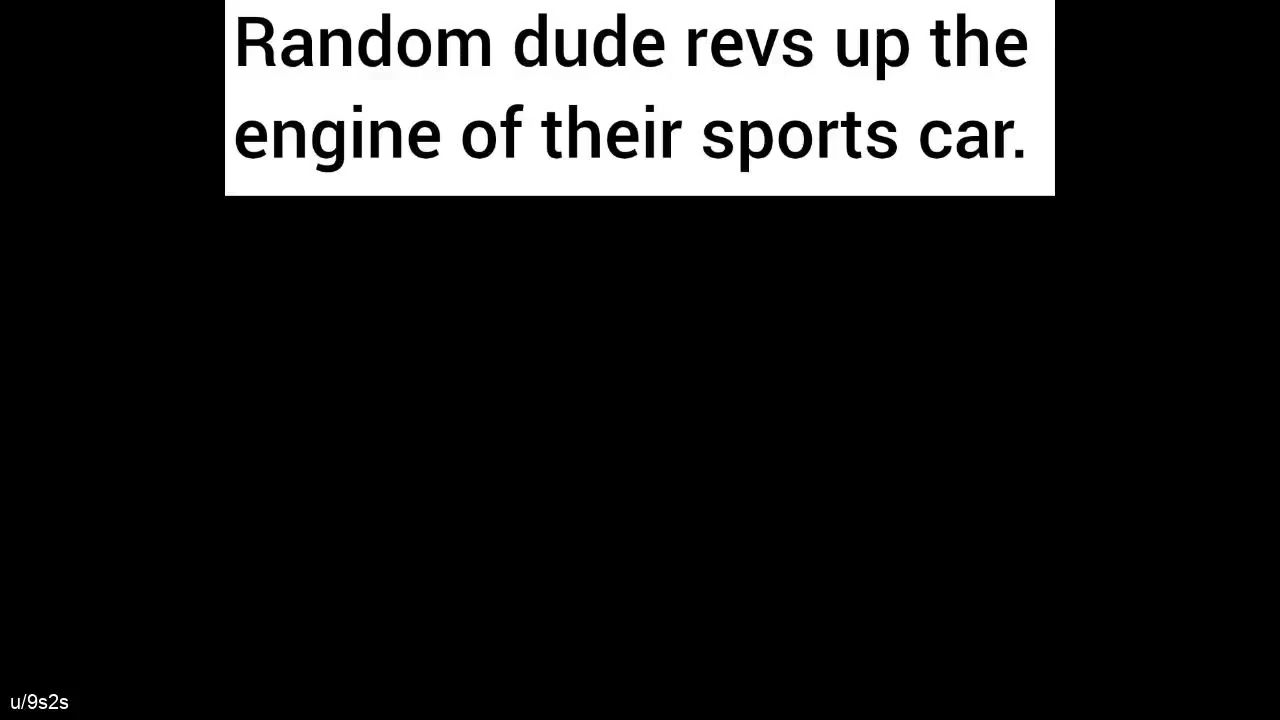 Random dude revs up the
engine of their sports car.
u/9s2s